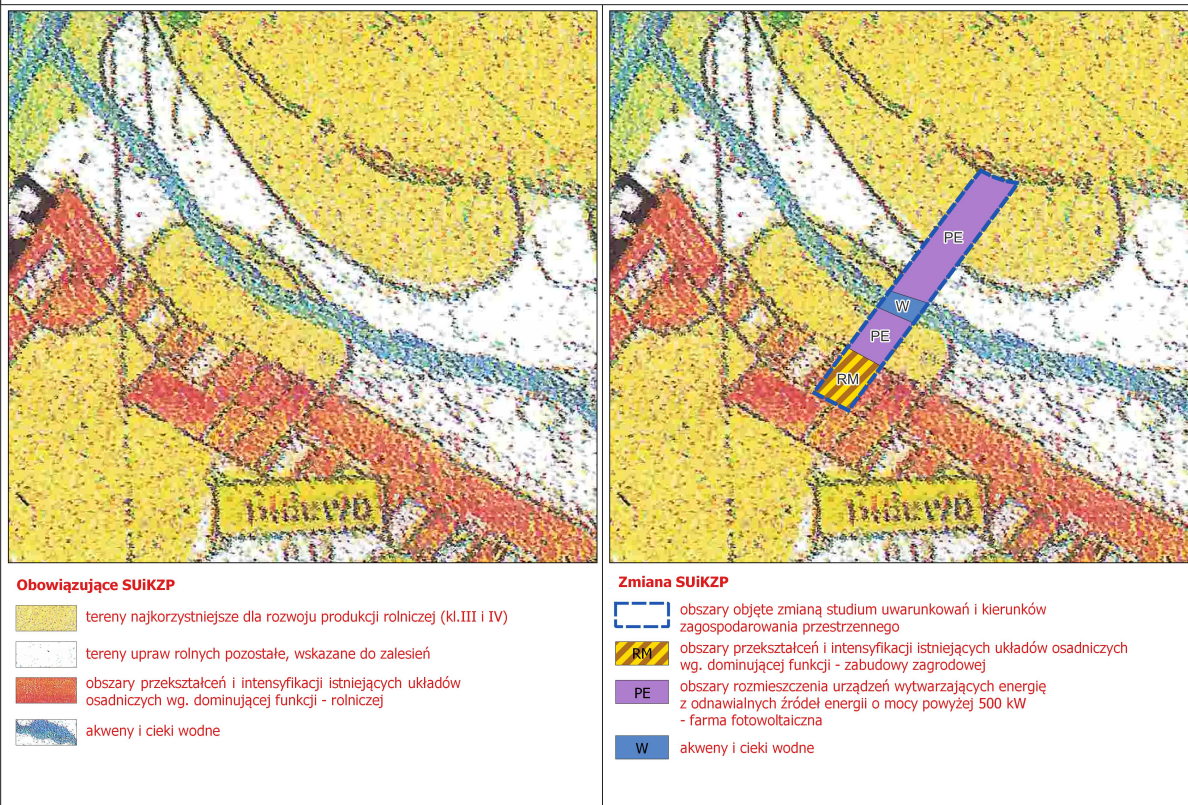 PE
W
PE
RM
Obowiązujące SUiKZP
tereny najkorzystniejsze dla rozwoju produkcji rolniczej (kl.III i IV)
tereny upraw rolnych pozostałe, wskazane do zalesień
obszary przekształceń i intensyfikacji istniejących układów
osadniczych wg. dominującej funkcji - rolniczej
akweny i cieki wodne
Zmiana SUiKZP
obszary objęte zmianą studium uwarunkowań i kierunków
zagospodarowania przestrzennego
RM
obszary przekształceń i intensyfikacji istniejących układów osadniczych
wg. dominującej funkcji - zabudowy zagrodowej
PE
obszary rozmieszczenia urządzeń wytwarzających energię
z odnawialnych źródeł energii o mocy powyżej 500 kW
- farma fotowoltaiczna
W
akweny i cieki wodne